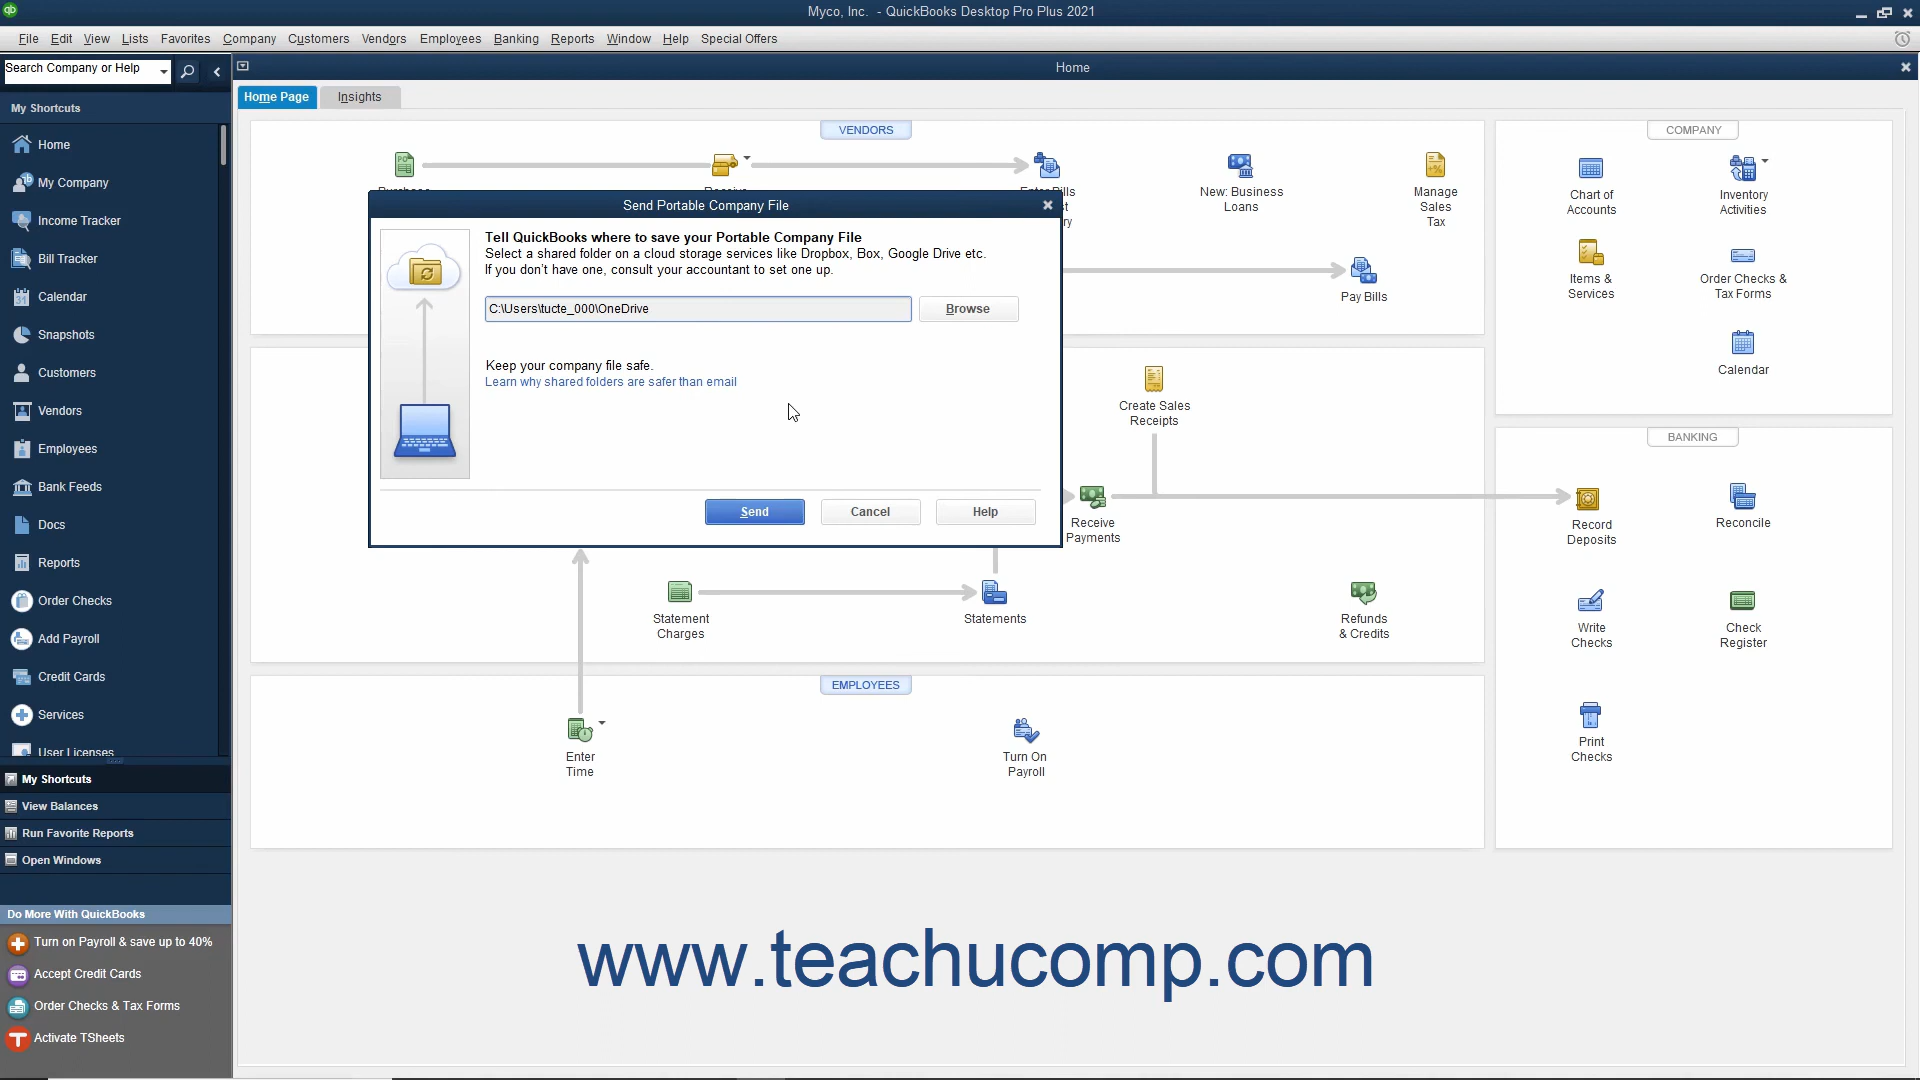 Myco, Inc. - QuickBooks Desktop Pro Plus 2021
File Edit View Lists Favorites Company Customers Vendors Employees Banking Reports Window Help Special Offers
Search Company or Help
Home
Home Page
Insights
My Shortcuts
Home
My Company
Income Tracker
Bill Tracker
Calendar
Snapshots
Customers
Vendors
Employees
Bank Feeds
Docs
Reports
Order Checks
Add Payroll
Credit Cards
Services
User Licenses
My Shortcuts
View Balances
Run Favorite Reports
Open Windows
Do More With QuickBooks
Turn on Payroll & save up to 40%
Accept Credit Cards
Order Checks & Tax Forms
Activate TSheets
VENDORS
New: Business
Loans
Manage
Sales
Tax
Pay Bills
Send Portable Company File
Tell QuickBooks where to save your Portable Company File
Select a shared folder on a cloud storage services like Dropbox, Box, Google Drive etc.
If you don't have one, consult your accountant to set one up.
C:\Users\tucte_000\OneDrive
Browse
Keep your company file safe.
Learn why shared folders are safer than email
Send
Cancel
Help
Create Sales
Receipts
Receive
Payments
Statement
Charges
Statements
Refunds
& Credits
EMPLOYEES
Enter
Time
Turn On
Payroll
COMPANY
Chart of
Accounts
Inventory
Activities
Items &
Services
Order Checks &
Tax Forms
Calendar
BANKING
Record
Deposits
Reconcile
Write
Checks
Check
Register
Print
Checks
www.teachucomp.com